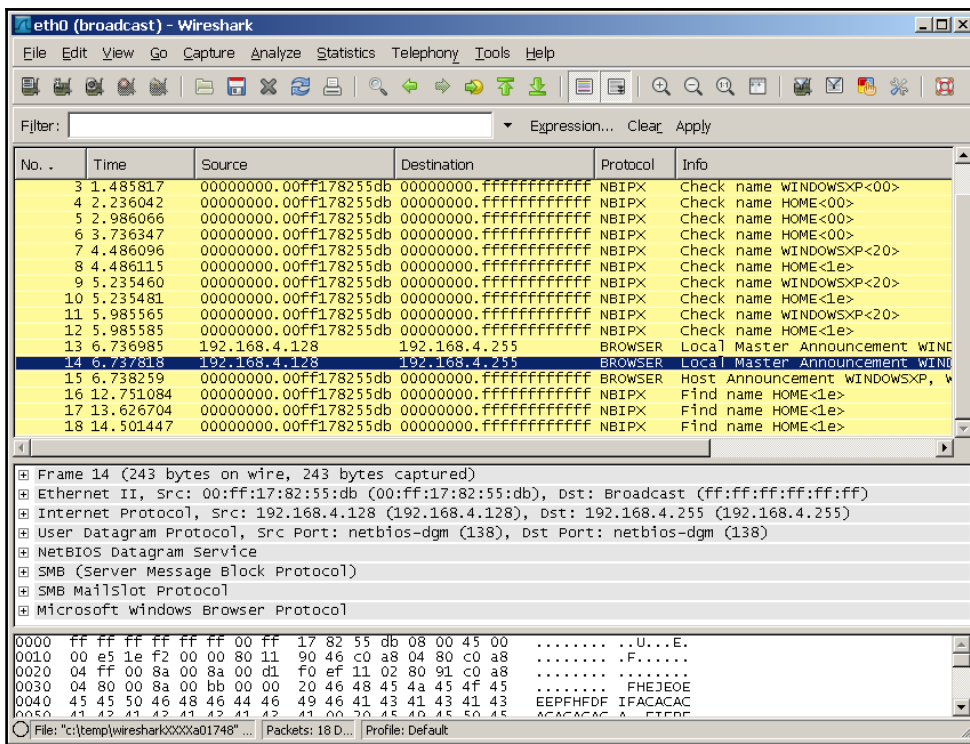 eth0 (broadcast) - Wireshark
File Edit View Go Capture Analyze Statistics Telephony Tools Help
Filter: Expression... Clear Apply
No. . Time Source Destination Protocol Info
3 1.485817 00000000.00ff178255db 00000000.ffffffffffff NBIPX Check name WINDOWSXP<00>
4 2.236042 00000000.00ff178255db 00000000.ffffffffffff NBIPX Check name HOME<00>
5 2.986066 00000000.00ff178255db 00000000.ffffffffffff NBIPX Check name HOME<00>
6 3.736347 00000000.00ff178255db 00000000.ffffffffffff NBIPX Check name HOME<00>
7 4.486096 00000000.00ff178255db 00000000.ffffffffffff NBIPX Check name WINDOWSXP<20>
8 4.486115 00000000.00ff178255db 00000000.ffffffffffff NBIPX Check name HOME<1e>
9 5.235460 00000000.00ff178255db 00000000.ffffffffffff NBIPX Check name WINDOWSXP<20>
10 5.235481 00000000.00ff178255db 00000000.ffffffffffff NBIPX Check name HOME<1e>
11 5.985565 00000000.00ff178255db 00000000.ffffffffffff NBIPX Check name WINDOWSXP<20>
12 5.985585 00000000.00ff178255db 00000000.ffffffffffff NBIPX Check name HOME<1e>
13 6.736985 192.168.4.128 192.168.4.255 BROWSER Local Master Announcement WIND
14 6.737818 192.168.4.128 192.168.4.255 BROWSER Local Master Announcement WIND
15 6.738259 00000000.00ff178255db 00000000.ffffffffffff BROWSER Host Announcement WINDOWSXP, W
16 12.751084 00000000.00ff178255db 00000000.ffffffffffff NBIPX Find name HOME<1e>
17 13.626704 00000000.00ff178255db 00000000.ffffffffffff NBIPX Find name HOME<1e>
18 14.501447 00000000.00ff178255db 00000000.ffffffffffff NBIPX Find name HOME<1e>
Frame 14 (243 bytes on wire, 243 bytes captured)
Ethernet II, Src: 00:ff:17:82:55:db (00:ff:17:82:55:db), Dst: Broadcast (ff:ff:ff:ff:ff:ff)
Internet Protocol, Src: 192.168.4.128 (192.168.4.128), Dst: 192.168.4.255 (192.168.4.255)
User Datagram Protocol, Src Port: netbios-dgm (138), Dst Port: netbios-dgm (138)
NetBIOS Datagram Service
SMB (Server Message Block Protocol)
SMB MailSlot Protocol
Microsoft Windows Browser Protocol
0000 ff ff ff ff ff ff 00 ff 17 82 55 db 08 00 45 00 ........ ..U...E.
0010 00 e5 1e f2 00 00 80 11 90 46 c0 a8 04 80 c0 a8 ........ .F......
0020 04 ff 00 8a 00 8a 00 d1 f0 ef 11 02 80 91 c0 a8 ........ ........
0030 04 80 00 8a 00 bb 00 00 20 46 48 45 4a 45 4f 45 ........ FHEJEOE
0040 45 45 50 46 48 46 44 46 49 46 41 43 41 43 41 43 EEPFHFDF IFACACAC
0050 41 43 41 43 41 43 41 43 41 00 20 45 49 45 50 45 ACACACAC A. EIEPE
File: "c:\temp\wiresharkXXXXa01748" ... Packets: 18 D... Profile: Default